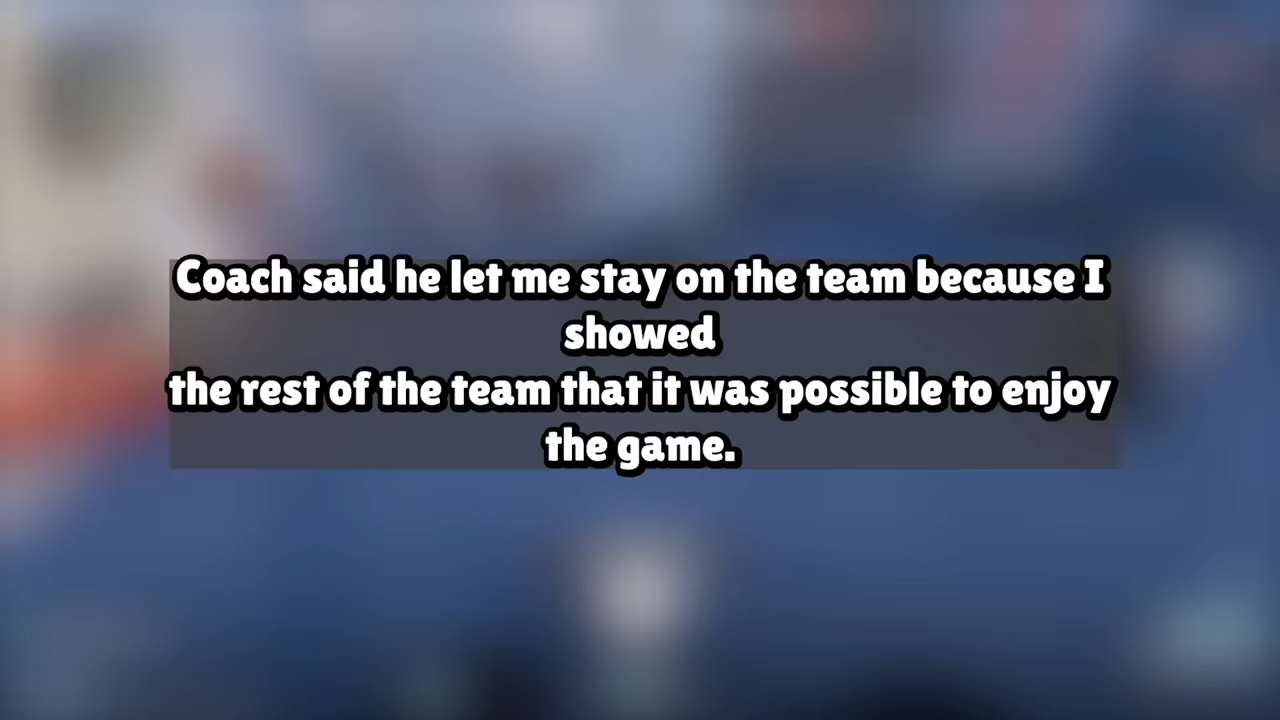 Coach said he let me stay on the team because I
showed
the rest of the team that it was possible to enjoy
the game.